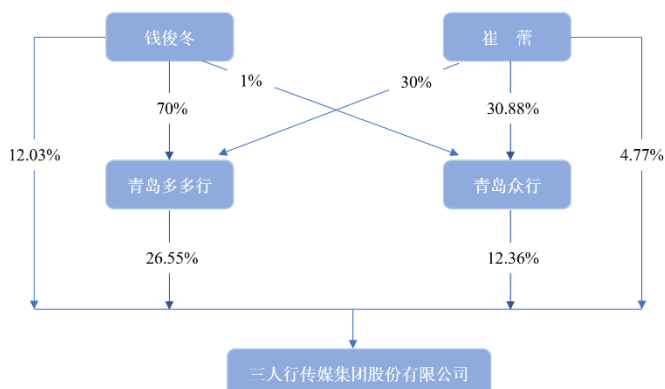 钱俊冬
崔 蕾
1%
30%
70%
30.88%
12.03%
4.77%
青岛多多行
青岛众行
26.55%
12.36%
三人行传媒集团股份有限公司